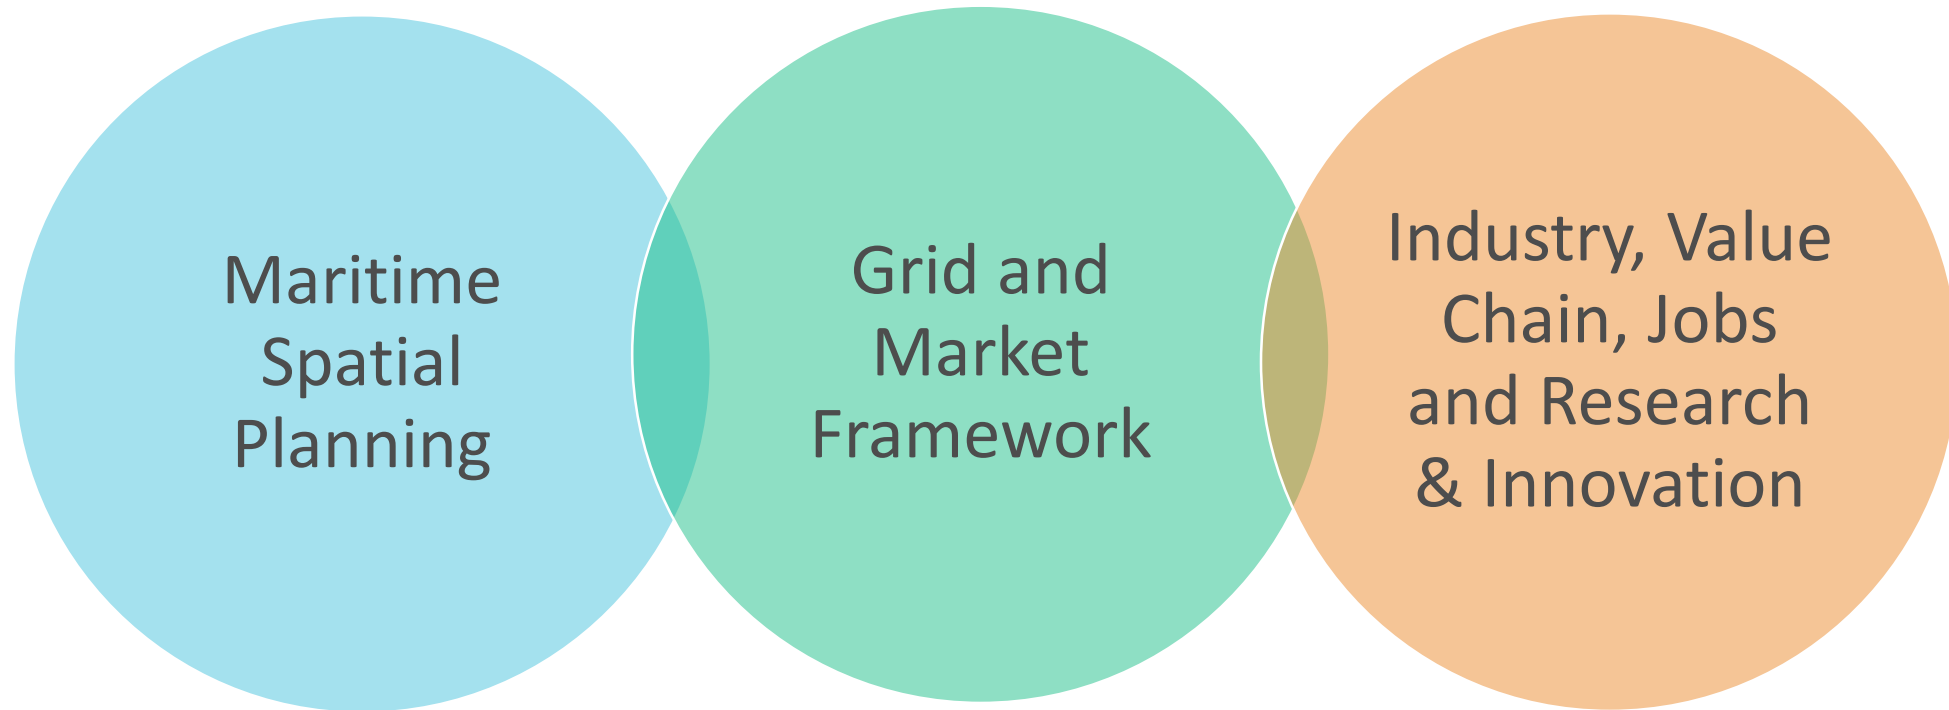 Maritime
Spatial
Planning
Grid and
Market
Framework
Industry, Value
Chain, Jobs
and Research
& Innovation